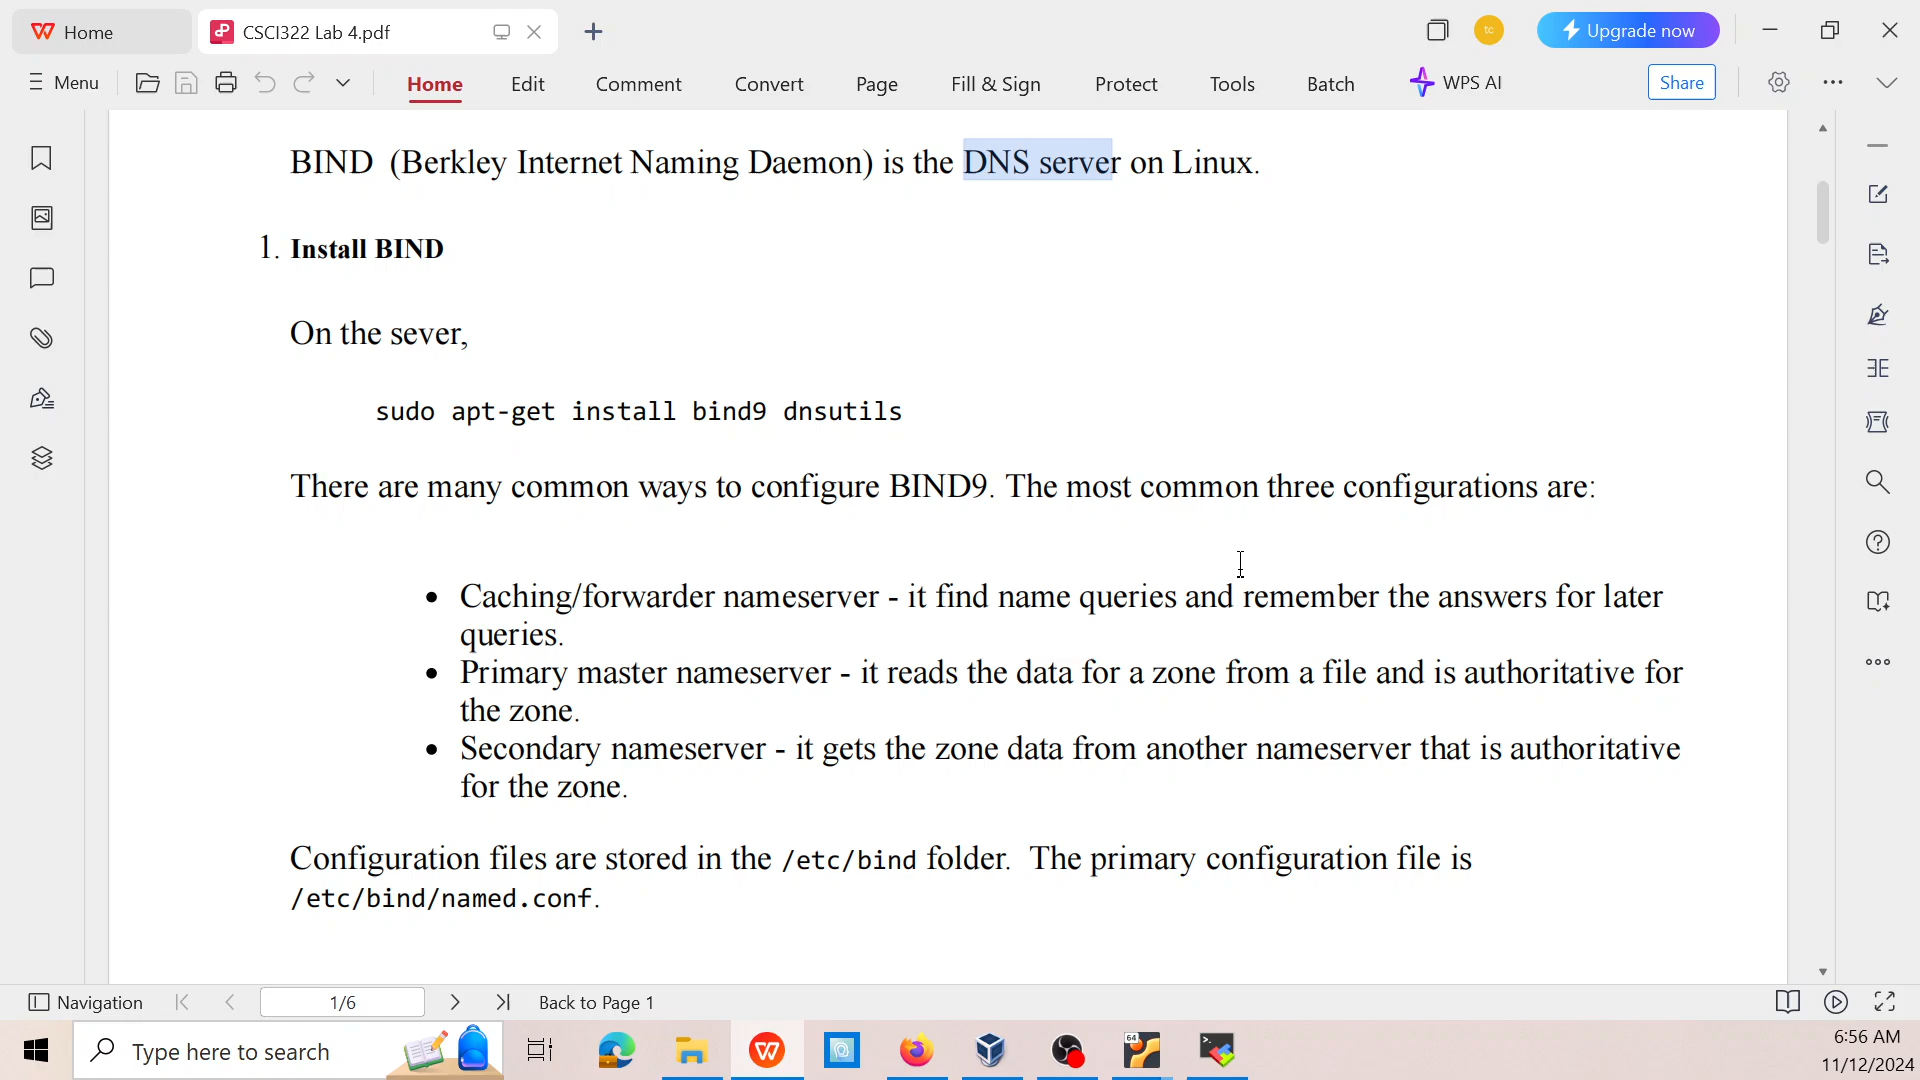 Home
CSCI322 Lab 4.pdf
tc
Upgrade now
Menu
Home
Edit
Comment
Convert
Page
Fill & Sign
Protect
Tools
Batch
WPS AI
Share
BIND (Berkley Internet Naming Daemon) is the DNS server on Linux.
1. Install BIND
On the sever,
sudo apt-get install bind9 dnsutils
There are many common ways to configure BIND9. The most common three configurations are:
• Caching/forwarder nameserver - it find name queries and remember the answers for later
queries.
• Primary master nameserver - it reads the data for a zone from a file and is authoritative for
the zone.
• Secondary nameserver - it gets the zone data from another nameserver that is authoritative
for the zone.
Configuration files are stored in the /etc/bind folder. The primary configuration file is
/etc/bind/named.conf.
Navigation
1/6
Back to Page 1
Type here to search
64
6:56 AM
11/12/2024